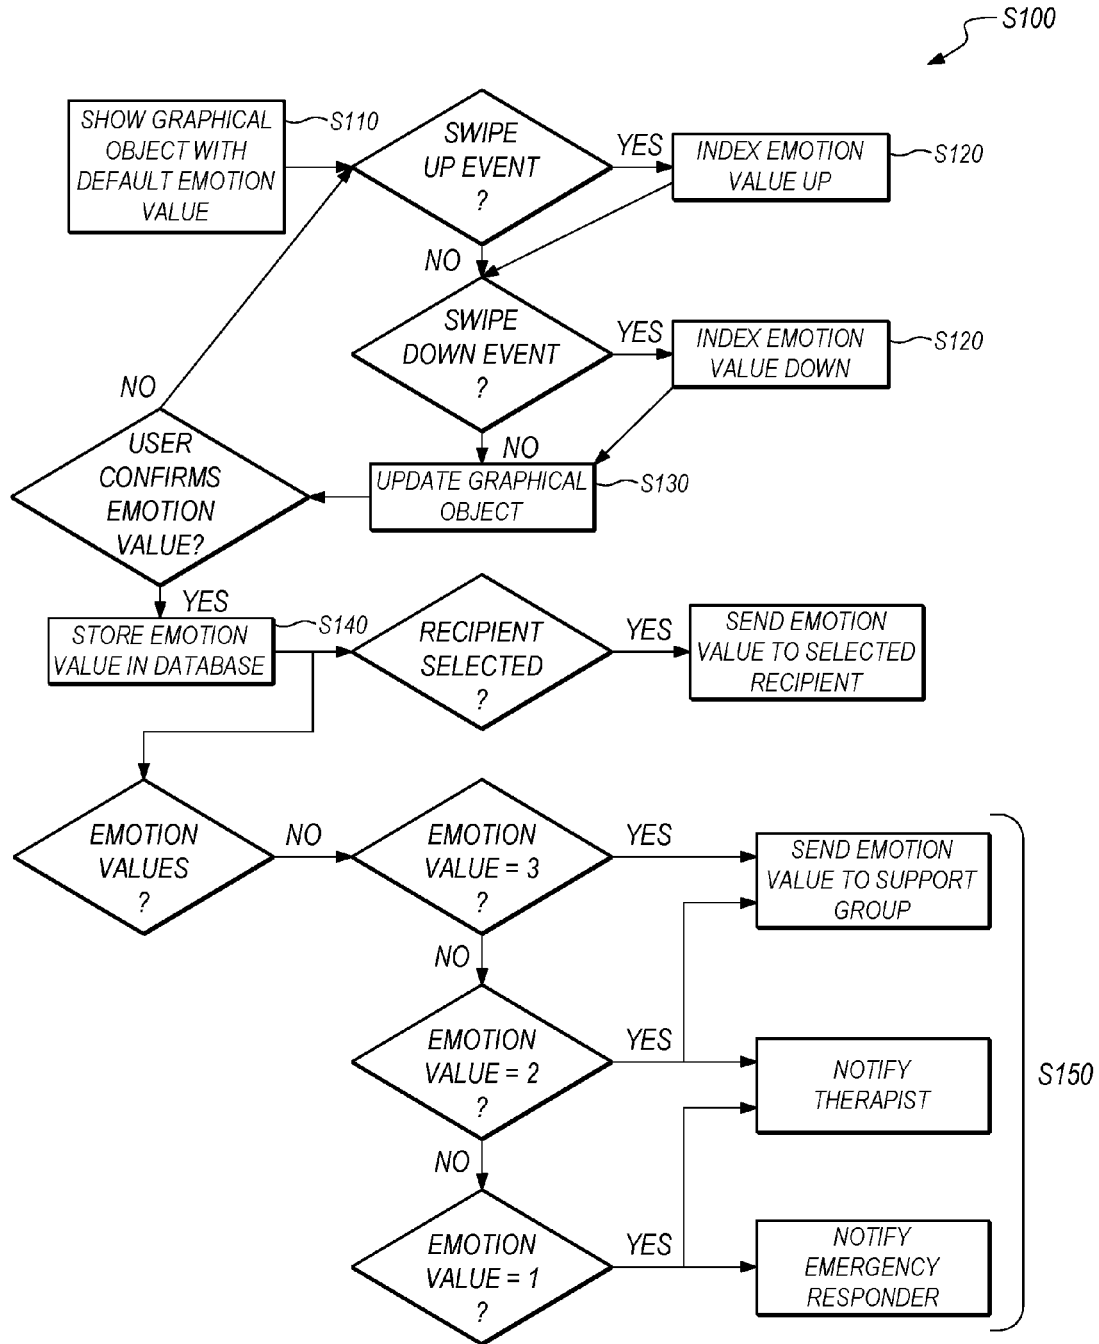 S100
SHOW GRAPHICAL
OBJECT WITH
DEFAULT EMOTION
VALUE
S110
SWIPE
UP EVENT
?
YES
INDEX EMOTION
VALUE UP
S120
NO
SWIPE
DOWN EVENT
?
YES
INDEX EMOTION
VALUE DOWN
S120
NO
NO
USER
CONFIRMS
EMOTION
VALUE?
UPDATE GRAPHICAL
OBJECT
S130
YES
STORE EMOTION
VALUE IN DATABASE
S140
RECIPIENT
SELECTED
?
YES
SEND EMOTION
VALUE TO SELECTED
RECIPIENT
EMOTION
VALUES
?
NO
EMOTION
VALUE = 3
?
YES
SEND EMOTION
VALUE TO SUPPORT
GROUP
NO
EMOTION
VALUE = 2
?
YES
NOTIFY
THERAPIST
S150
NO
EMOTION
VALUE = 1
?
YES
NOTIFY
EMERGENCY
RESPONDER